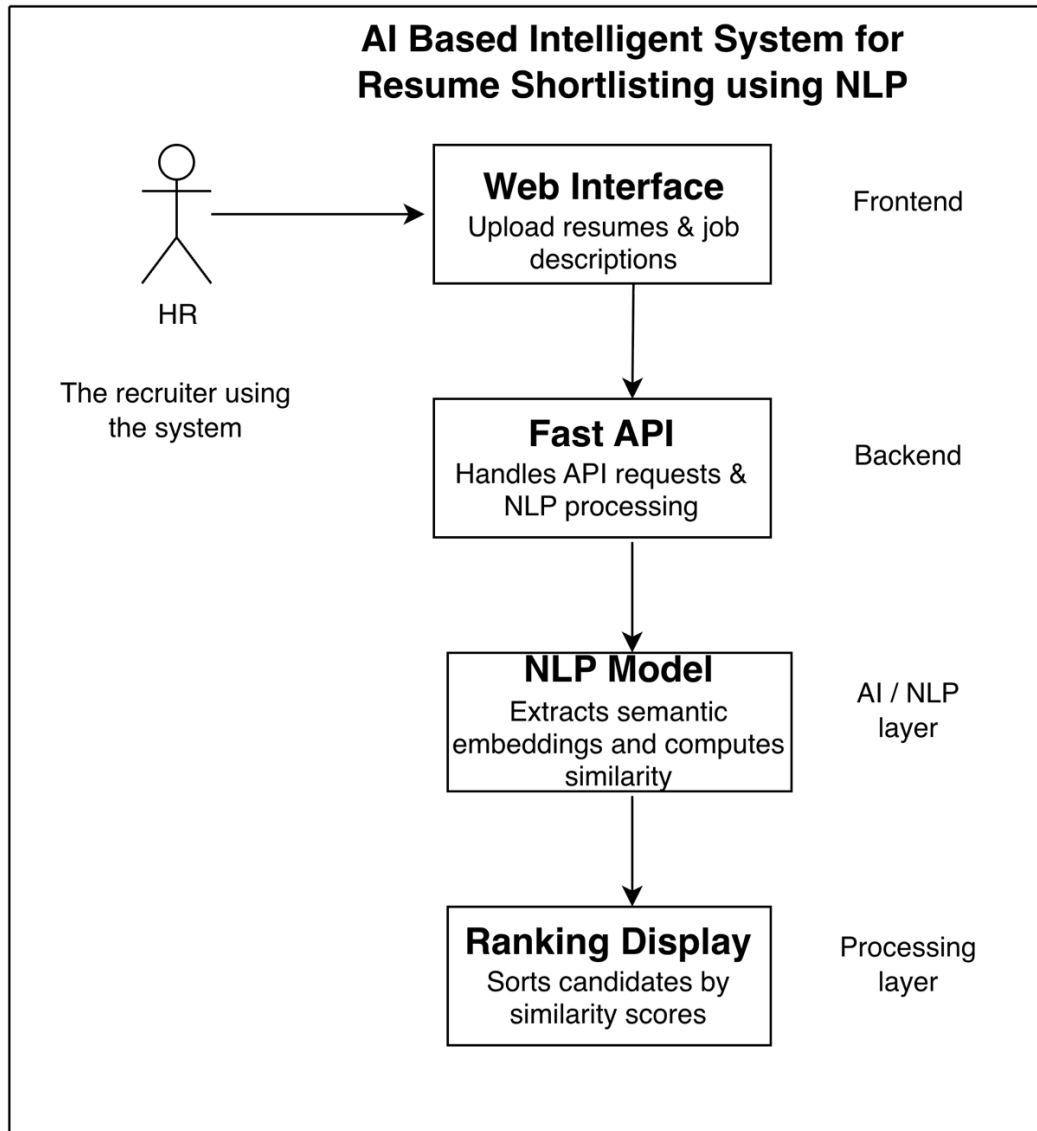 AI Based Intelligent System for
Resume Shortlisting using NLP
Web Interface
Upload resumes & job
descriptions
Frontend
HR
The recruiter using
the system
Fast API
Handles API requests &
NLP processing
Backend
NLP Model
Extracts semantic
embeddings and computes
similarity
AI / NLP
layer
Ranking Display
Sorts candidates by
similarity scores
Processing
layer